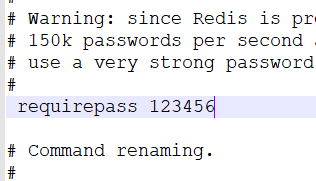 #
# Warning: since Redis is pr
# 150k passwords per second
# use a very strong password
#
requirepass 123456
# Command renaming.
#